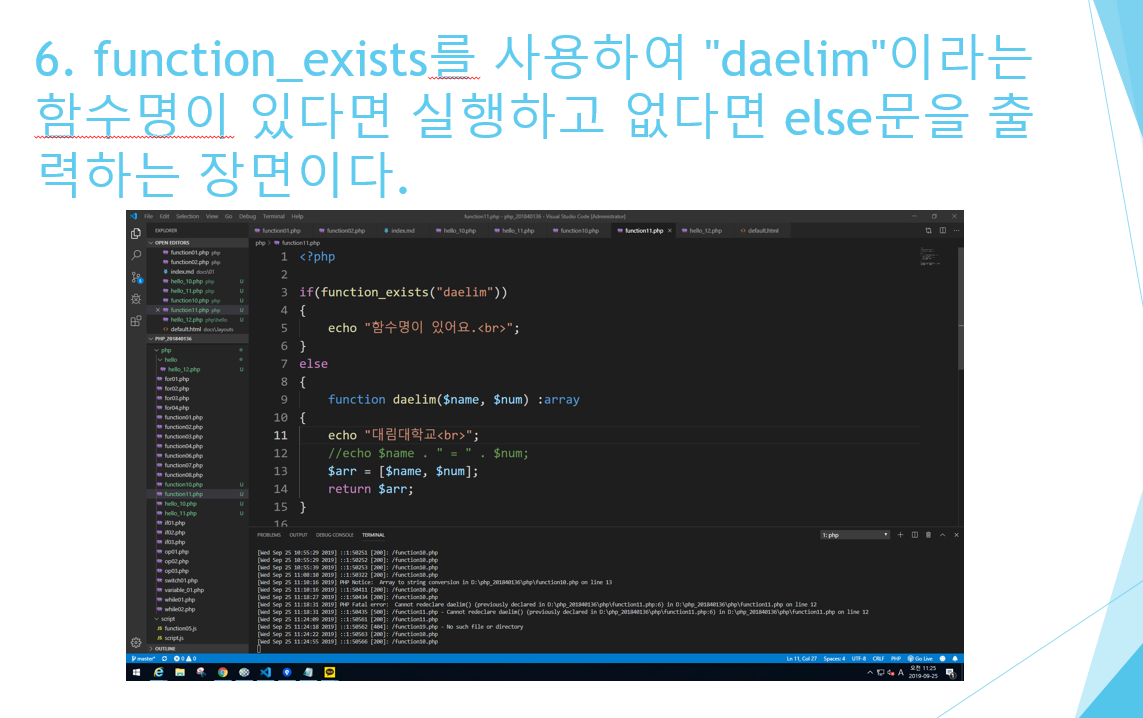 6. function_exists를 사용하여 "daelim"이라는
함수명이 있다면 실행하고 없다면 else문을 출
력하는 장면이다.
File Edit Selection View Go Debug Terminal Help
function11.php - php_201840136 - Visual Studio Code [Administrator]
EXPLORER
function01.php function02.php index.md hello_10.php hello_11.php function10.php function11.php × hello_12.php default.html
OPEN EDITORS
php > function11.php
function01.php php
function02.php php
index.md docs\01
hello_10.php php U
hello_11.php php U
function10.php php U
× function11.php php U
hello_12.php php\hello U
default.html docs\_layouts
PHP_201840136
php
hello
hello_12.php U
for01.php
for02.php
for03.php
for04.php
function01.php
function02.php
function03.php
function04.php
function05.php
function06.php
function07.php
function08.php
function10.php U
function11.php U
hello_10.php U
hello_11.php U
if01.php
if02.php
if03.php
op01.php
op02.php
op03.php
switch01.php
variable_01.php
while01.php
while02.php
script
JS function05.js
JS script.js
OUTLINE
1 <?php
2
3 if(function_exists("daelim"))
4 {
5 echo "함수명이 있어요.<br>";
6 }
7 else
8 {
9 function daelim($name, $num) :array
10 {
11 echo "대림대학교<br>";
12 //echo $name . " = " . $num;
13 $arr = [$name, $num];
14 return $arr;
15 }
16
PROBLEMS OUTPUT DEBUG CONSOLE TERMINAL 1: php
[Wed Sep 25 10:55:29 2019] ::1:50251 [200]: /function10.php
[Wed Sep 25 10:55:29 2019] ::1:50252 [200]: /function10.php
[Wed Sep 25 10:55:39 2019] ::1:50253 [200]: /function10.php
[Wed Sep 25 11:00:10 2019] ::1:50322 [200]: /function10.php
[Wed Sep 25 11:10:16 2019] PHP Notice: Array to string conversion in D:\php_201840136\php\function10.php on line 13
[Wed Sep 25 11:10:16 2019] ::1:50411 [200]: /function10.php
[Wed Sep 25 11:18:27 2019] ::1:50434 [200]: /function10.php
[Wed Sep 25 11:18:31 2019] PHP Fatal error: Cannot redeclare daelim() (previously declared in D:\php_201840136\php\function11.php:6) in D:\php_201840136\php\function11.php on line 12
[Wed Sep 25 11:18:31 2019] ::1:50435 [500]: /function11.php - Cannot redeclare daelim() (previously declared in D:\php_201840136\php\function11.php:6) in D:\php_201840136\php\function11.php on line 12
[Wed Sep 25 11:24:09 2019] ::1:50561 [200]: /function11.php
[Wed Sep 25 11:24:18 2019] ::1:50562 [404]: /function19.php - No such file or directory
[Wed Sep 25 11:24:22 2019] ::1:50563 [200]: /function10.php
[Wed Sep 25 11:24:55 2019] ::1:50566 [200]: /function10.php
master* 0 0 Ln 11, Col 27 Spaces: 4 UTF-8 CRLF PHP Go Live
A 오전 11:25
2019-09-25